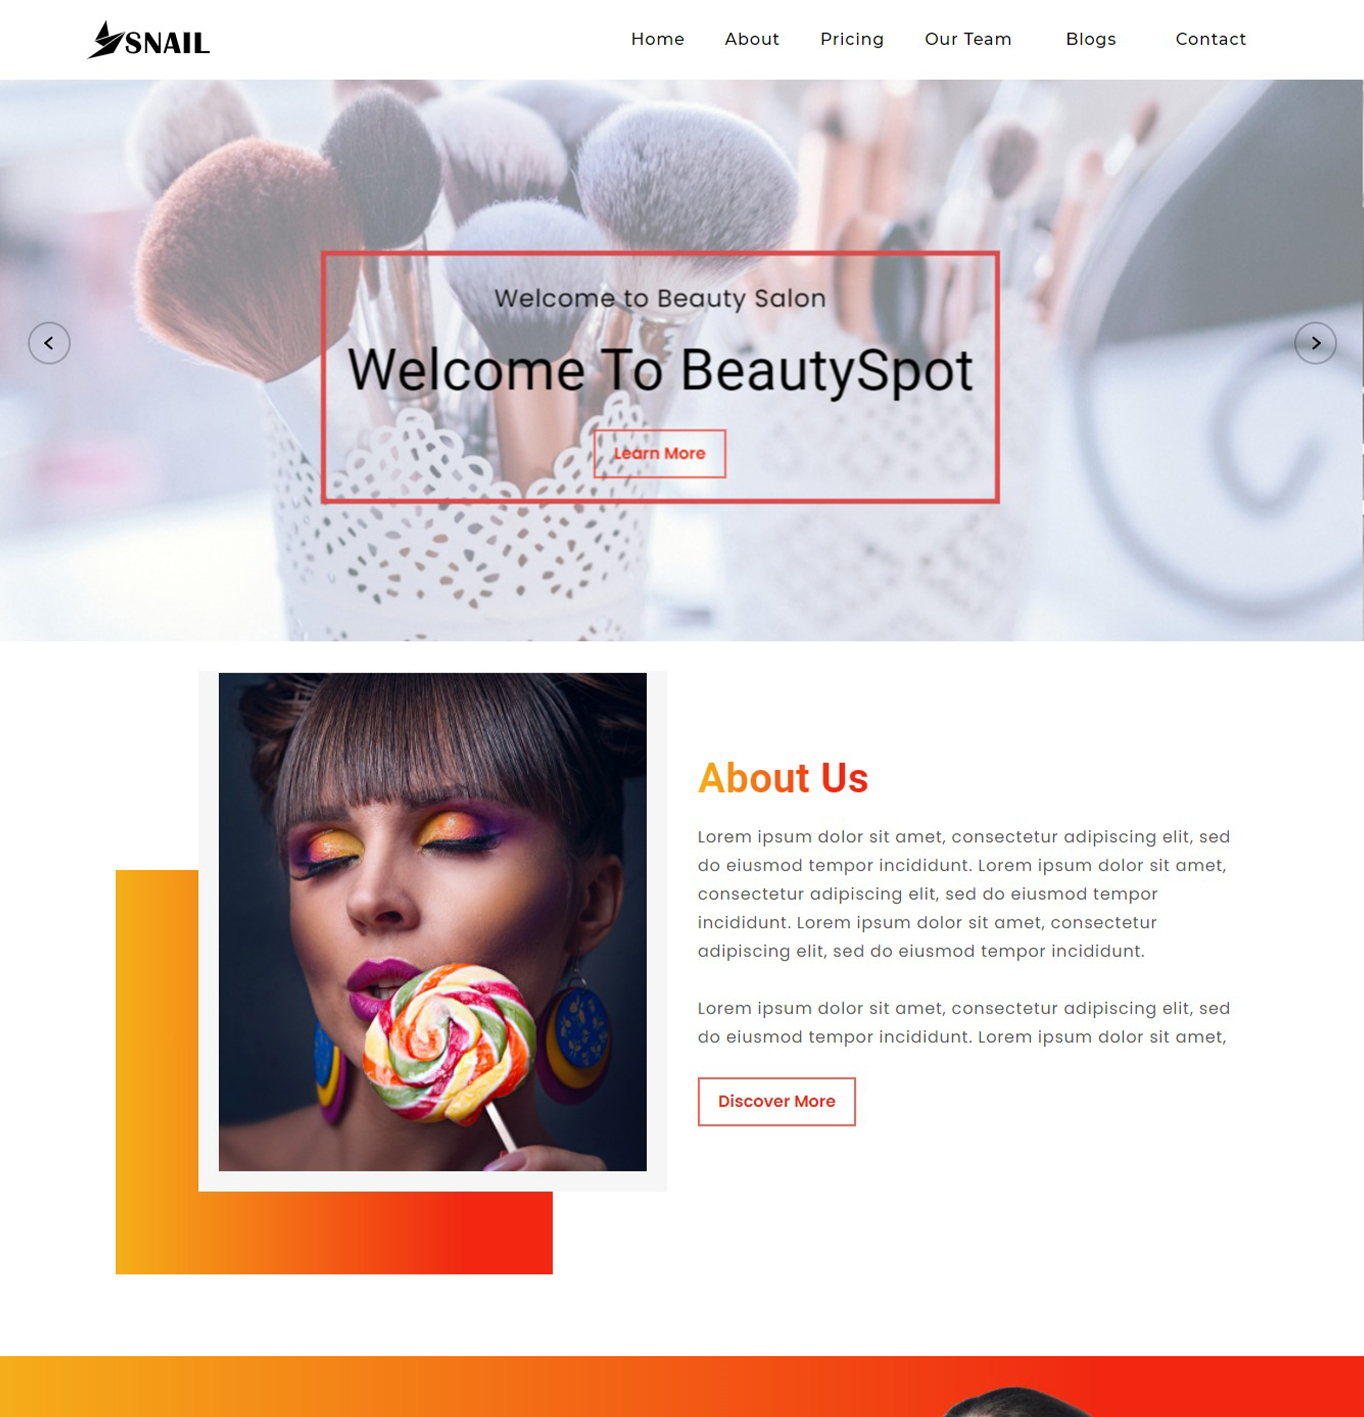 SNAIL
Home About Pricing Our Team Blogs Contact
Welcome to Beauty Salon
Welcome To BeautySpot
Learn More
About Us
Lorem ipsum dolor sit amet, consectetur adipiscing elit, sed
do eiusmod tempor incididunt. Lorem ipsum dolor sit amet,
consectetur adipiscing elit, sed do eiusmod tempor
incididunt. Lorem ipsum dolor sit amet, consectetur
adipiscing elit, sed do eiusmod tempor incididunt.
Lorem ipsum dolor sit amet, consectetur adipiscing elit, sed
do eiusmod tempor incididunt. Lorem ipsum dolor sit amet,
Discover More